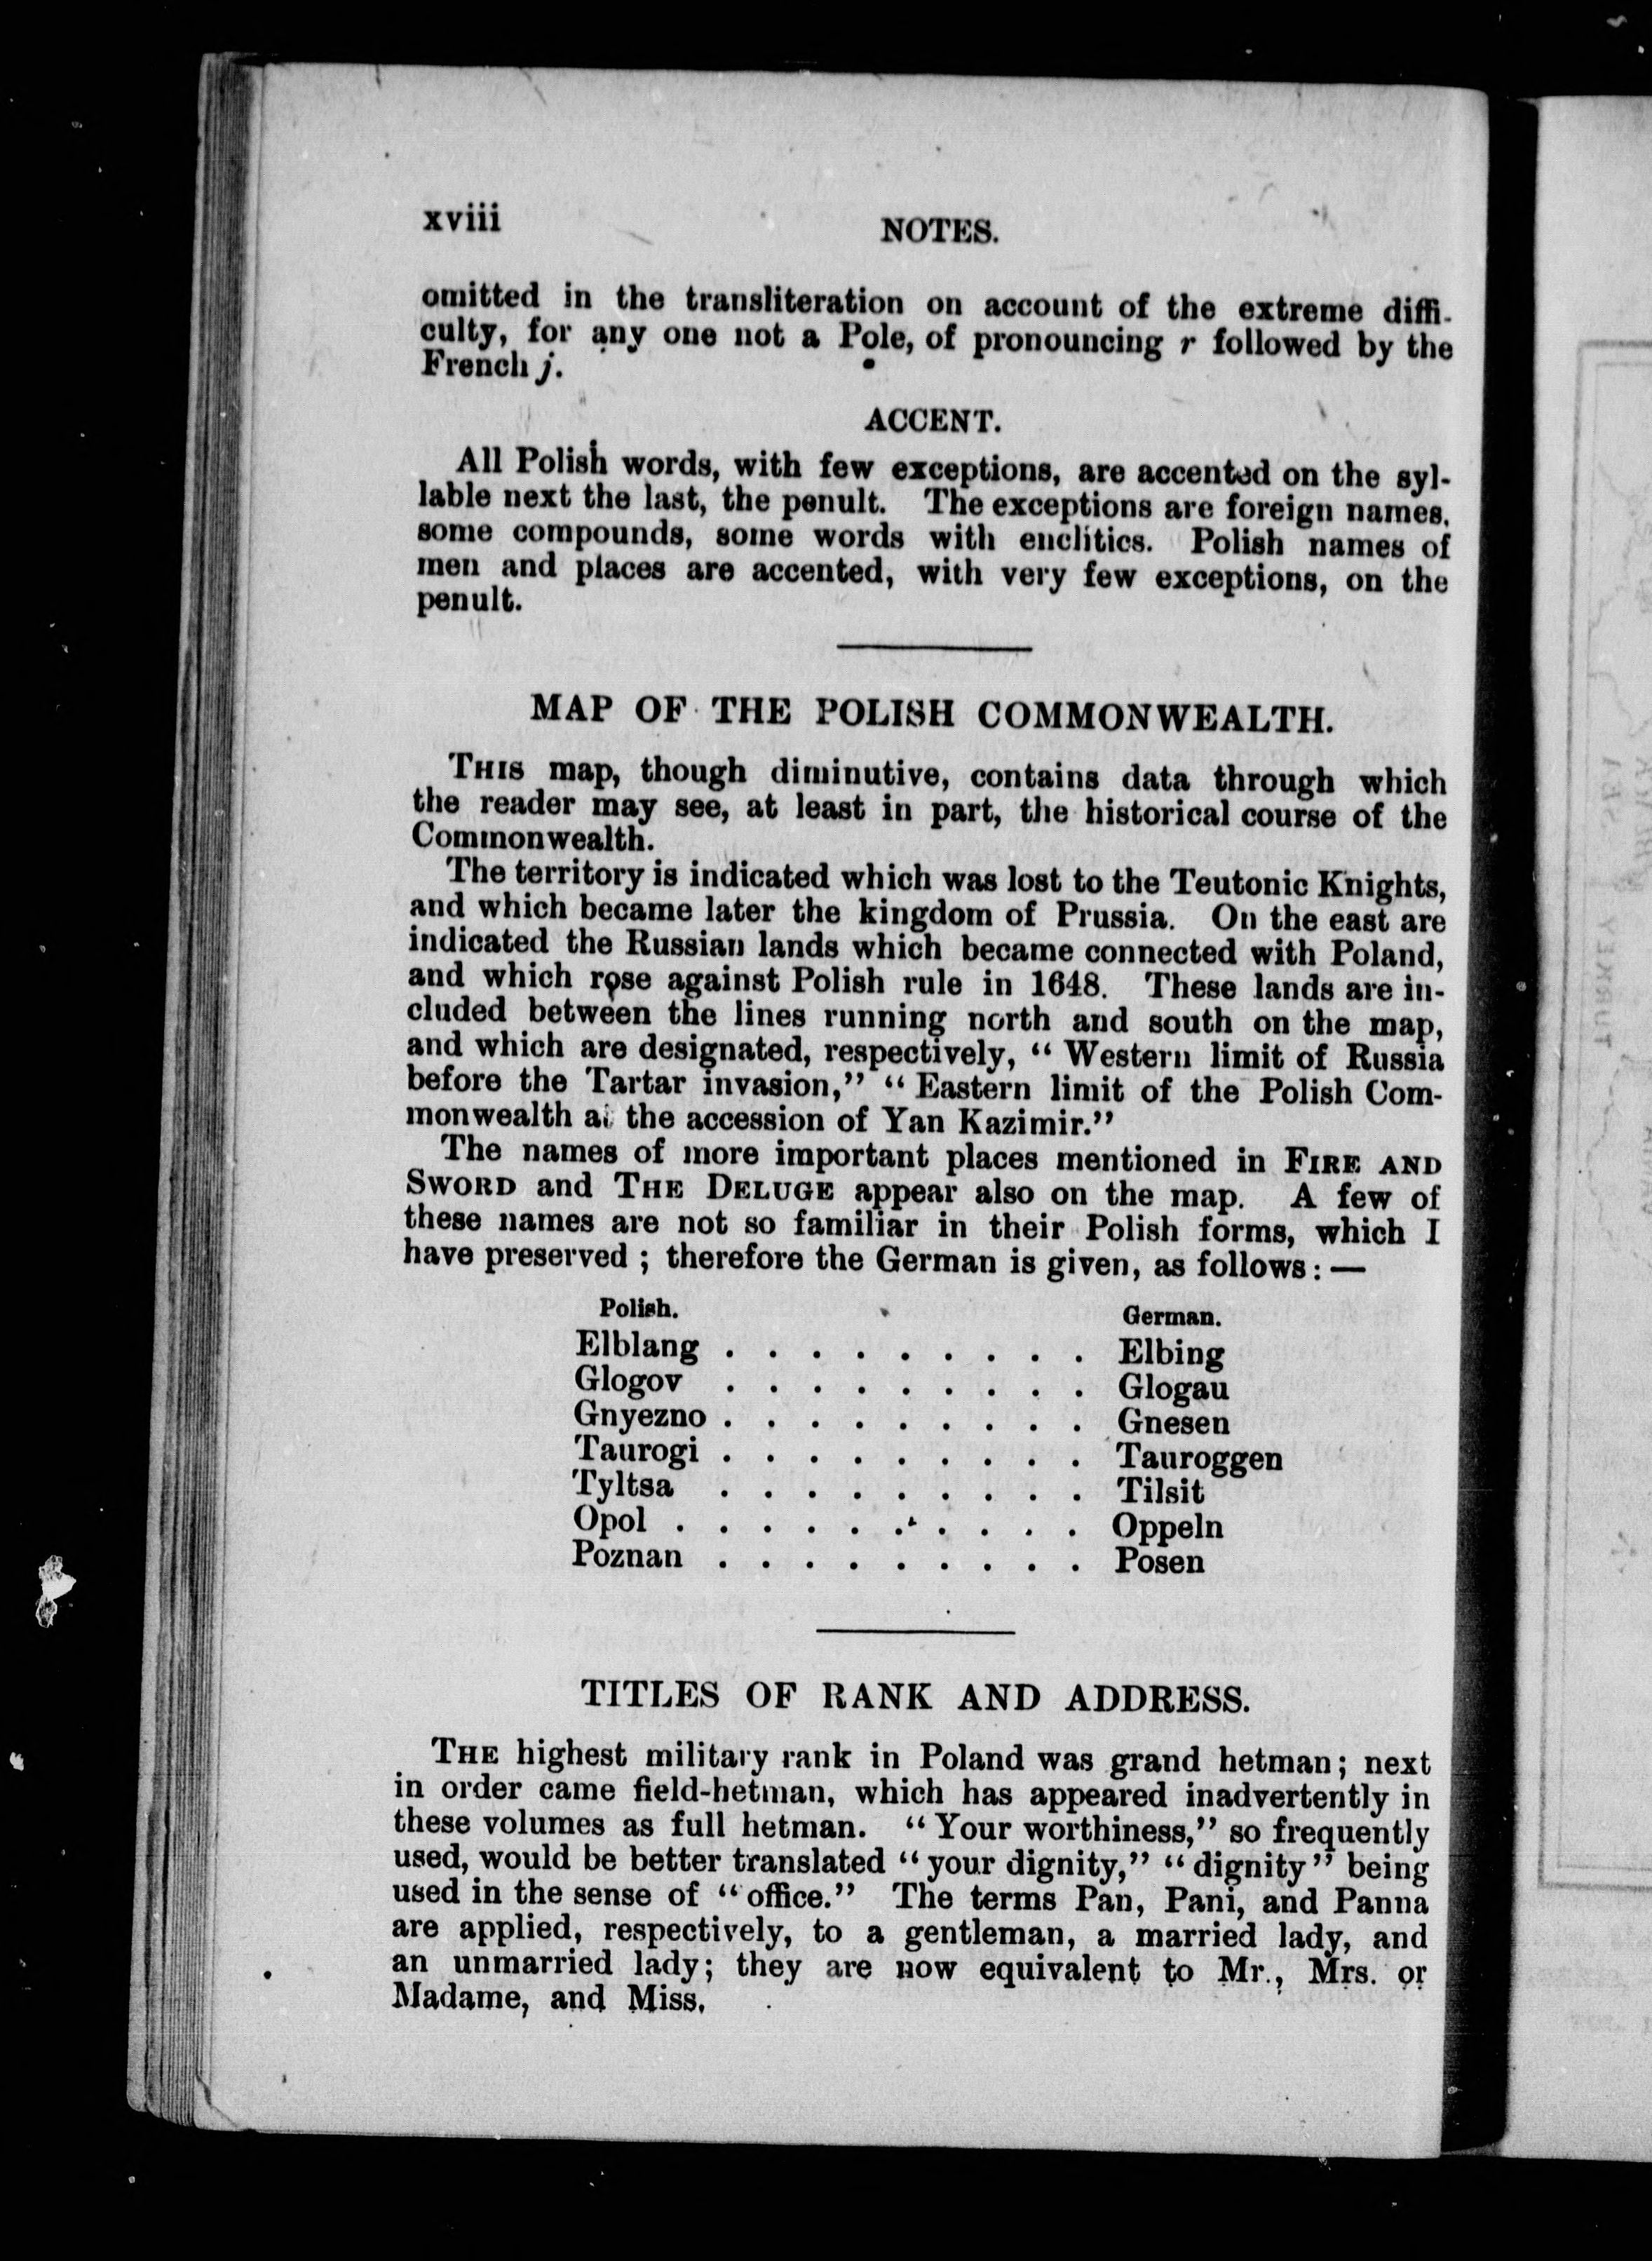 xviii NOTES.
omitted in the transliteration on account of the extreme diffi-
culty, for any one not a Pole, of pronouncing r followed by the
French j.
ACCENT.
All Polish words, with few exceptions, are accented on the syl-
lable next the last, the penult. The exceptions are foreign names,
some compounds, some words with enclitics. Polish names of
men and places are accented, with very few exceptions, on the
penult.
MAP OF THE POLISH COMMONWEALTH.
THIS map, though diminutive, contains data through which
the reader may see, at least in part, the historical course of the
Commonwealth.
The territory is indicated which was lost to the Teutonic Knights,
and which became later the kingdom of Prussia. On the east are
indicated the Russian lands which became connected with Poland,
and which rose against Polish rule in 1648. These lands are in-
cluded between the lines running north and south on the map,
and which are designated, respectively, "Western limit of Russia
before the Tartar invasion," "Eastern limit of the Polish Com-
monwealth at the accession of Yan Kazimir."
The names of more important places mentioned in FIRE AND
SWORD and THE DELUGE appear also on the map. A few of
these names are not so familiar in their Polish forms, which I
have preserved; therefore the German is given, as follows: —
Polish. German.
Elblang . . . . . . . . . Elbing
Glogov . . . . . . . . . Glogau
Gnyezno . . . . . . . . . Gnesen
Taurogi . . . . . . . . . Tauroggen
Tyltsa . . . . . . . . . Tilsit
Opol . . . . . . . . . . Oppeln
Poznan . . . . . . . . . Posen
TITLES OF RANK AND ADDRESS.
THE highest military rank in Poland was grand hetman; next
in order came field-hetman, which has appeared inadvertently in
these volumes as full hetman. "Your worthiness," so frequently
used, would be better translated "your dignity," "dignity" being
used in the sense of "office." The terms Pan, Pani, and Panna
are applied, respectively, to a gentleman, a married lady, and
an unmarried lady; they are now equivalent to Mr., Mrs. or
Madame, and Miss.